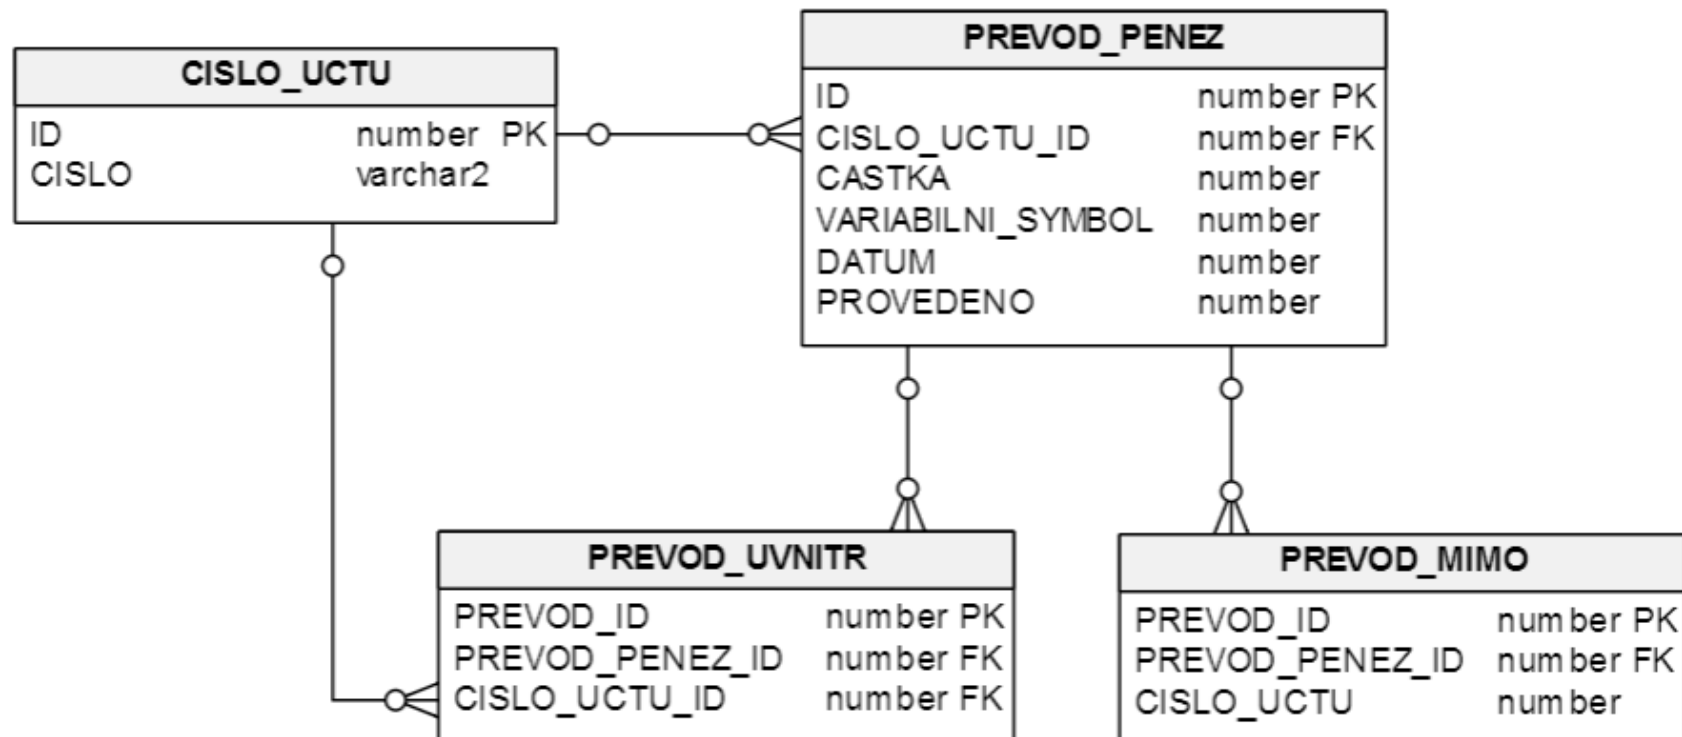 CISLO_UCTU
ID number PK
CISLO varchar2
PREVOD_PENEZ
ID number PK
CISLO_UCTU_ID number FK
CASTKA number
VARIABILNI_SYMBOL number
DATUM number
PROVEDENO number
PREVOD_UVNITR
PREVOD_ID number PK
PREVOD_PENEZ_ID number FK
CISLO_UCTU_ID number FK
PREVOD_MIMO
PREVOD_ID number PK
PREVOD_PENEZ_ID number FK
CISLO_UCTU number